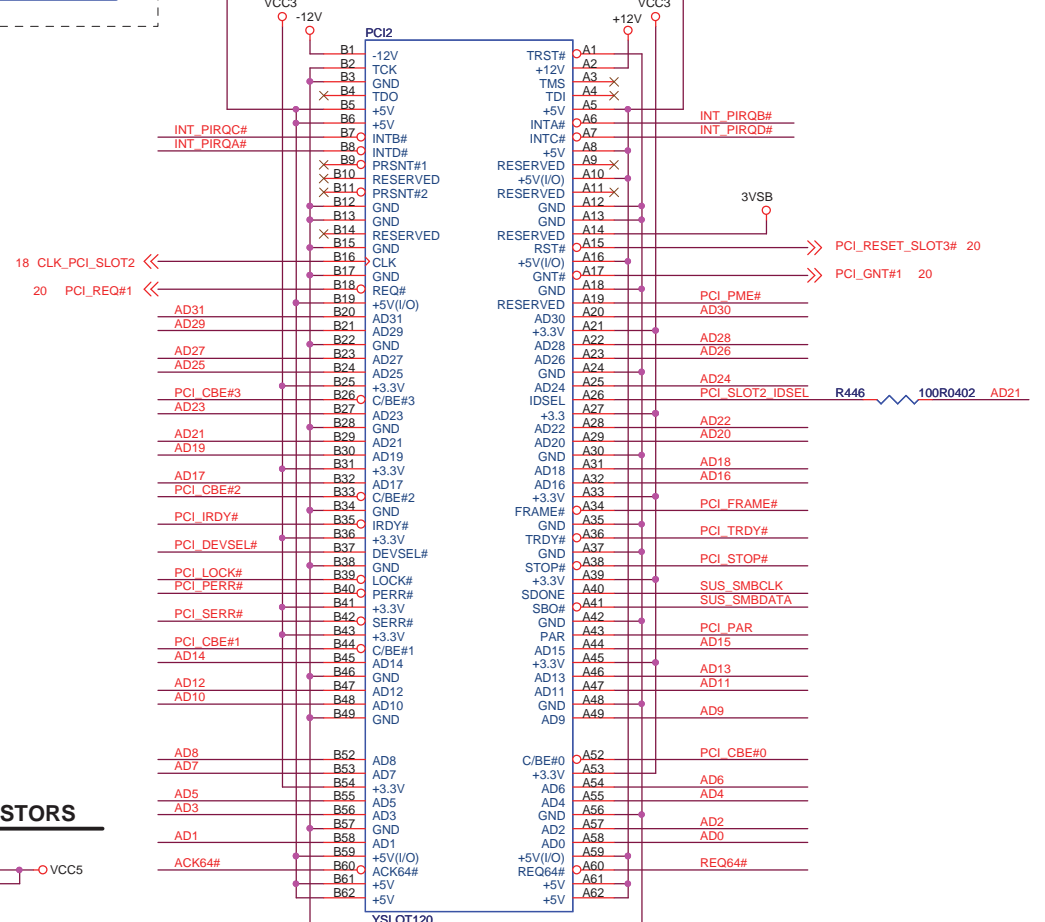 VCC3 VCC3
-12V +12V
PCI2
B1 -12V TRST# A1
B2 TCK +12V A2
B3 GND TMS A3
B4 TDO TDI A4
B5 +5V +5V A5
B6 +5V INTA# A6 INT_PIRQB#
INT_PIRQC# B7 INTB# INTC# A7 INT_PIRQD#
INT_PIRQA# B8 INTD# +5V A8
B9 PRSNT#1 RESERVED A9
B10 RESERVED +5V(I/O) A10
B11 PRSNT#2 RESERVED A11
B12 GND GND A12
B13 GND GND A13
3VSB
B14 RESERVED RESERVED A14
B15 GND RST# A15 PCI_RESET_SLOT3# 20
18 CLK_PCI_SLOT2 B16 CLK +5V(I/O) A16
B17 GND GNT# A17 PCI_GNT#1 20
20 PCI_REQ#1 B18 REQ# GND A18
B19 +5V(I/O) RESERVED A19 PCI_PME#
AD31 B20 AD31 AD30 A20 AD30
AD29 B21 AD29 +3.3V A21
B22 GND AD28 A22 AD28
AD27 B23 AD27 AD26 A23 AD26
AD25 B24 AD25 GND A24
B25 +3.3V AD24 A25 AD24
PCI_CBE#3 B26 C/BE#3 IDSEL A26 PCI_SLOT2_IDSEL R446 100R0402 AD21
AD23 B27 AD23 +3.3 A27
B28 GND AD22 A28 AD22
AD21 B29 AD21 AD20 A29 AD20
AD19 B30 AD19 GND A30
B31 +3.3V AD18 A31 AD18
AD17 B32 AD17 AD16 A32 AD16
PCI_CBE#2 B33 C/BE#2 +3.3V A33
B34 GND FRAME# A34 PCI_FRAME#
PCI_IRDY# B35 IRDY# GND A35
B36 +3.3V TRDY# A36 PCI_TRDY#
PCI_DEVSEL# B37 DEVSEL# GND A37
B38 GND STOP# A38 PCI_STOP#
PCI_LOCK# B39 LOCK# +3.3V A39
PCI_PERR# B40 PERR# SDONE A40 SUS_SMBCLK
B41 +3.3V SBO# A41 SUS_SMBDATA
PCI_SERR# B42 SERR# GND A42
B43 +3.3V PAR A43 PCI_PAR
PCI_CBE#1 B44 C/BE#1 AD15 A44 AD15
AD14 B45 AD14 +3.3V A45
B46 GND AD13 A46 AD13
AD12 B47 AD12 AD11 A47 AD11
AD10 B48 AD10 GND A48
B49 GND AD9 A49 AD9
AD8 B52 AD8 C/BE#0 A52 PCI_CBE#0
AD7 B53 AD7 +3.3V A53
B54 +3.3V AD6 A54 AD6
AD5 B55 AD5 AD4 A55 AD4
AD3 B56 AD3 GND A56
B57 GND AD2 A57 AD2
AD1 B58 AD1 AD0 A58 AD0
B59 +5V(I/O) +5V(I/O) A59
ACK64# B60 ACK64# REQ64# A60 REQ64#
B61 +5V +5V A61
B62 +5V +5V A62
YSLOT120
STORS
VCC5